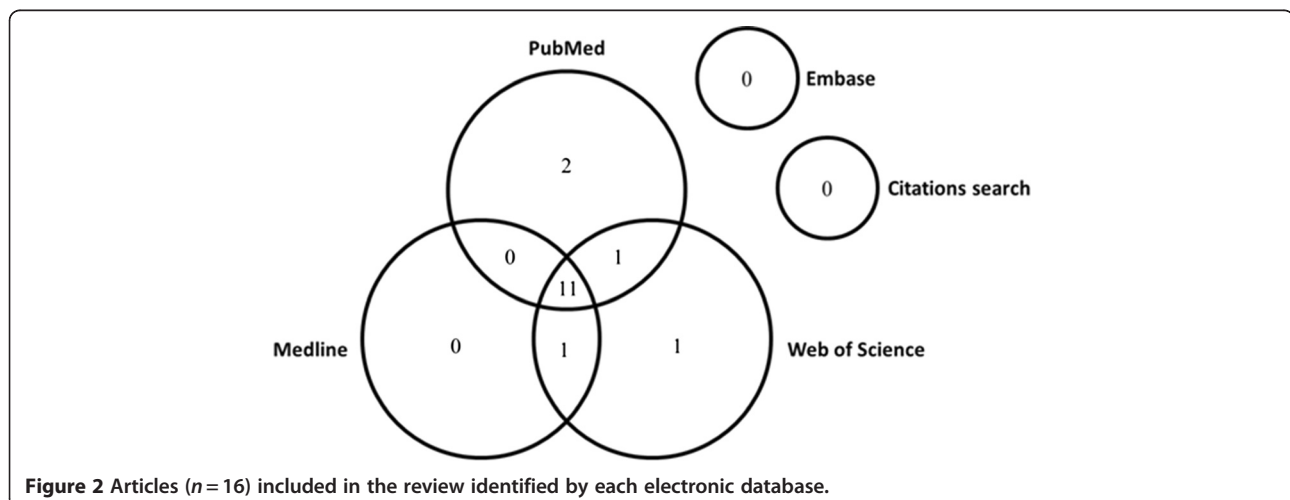 PubMed
0
Embase
0
Citations search
2
0
1
11
Medline
0
1
1
Web of Science
Figure 2 Articles (n = 16) included in the review identified by each electronic database.